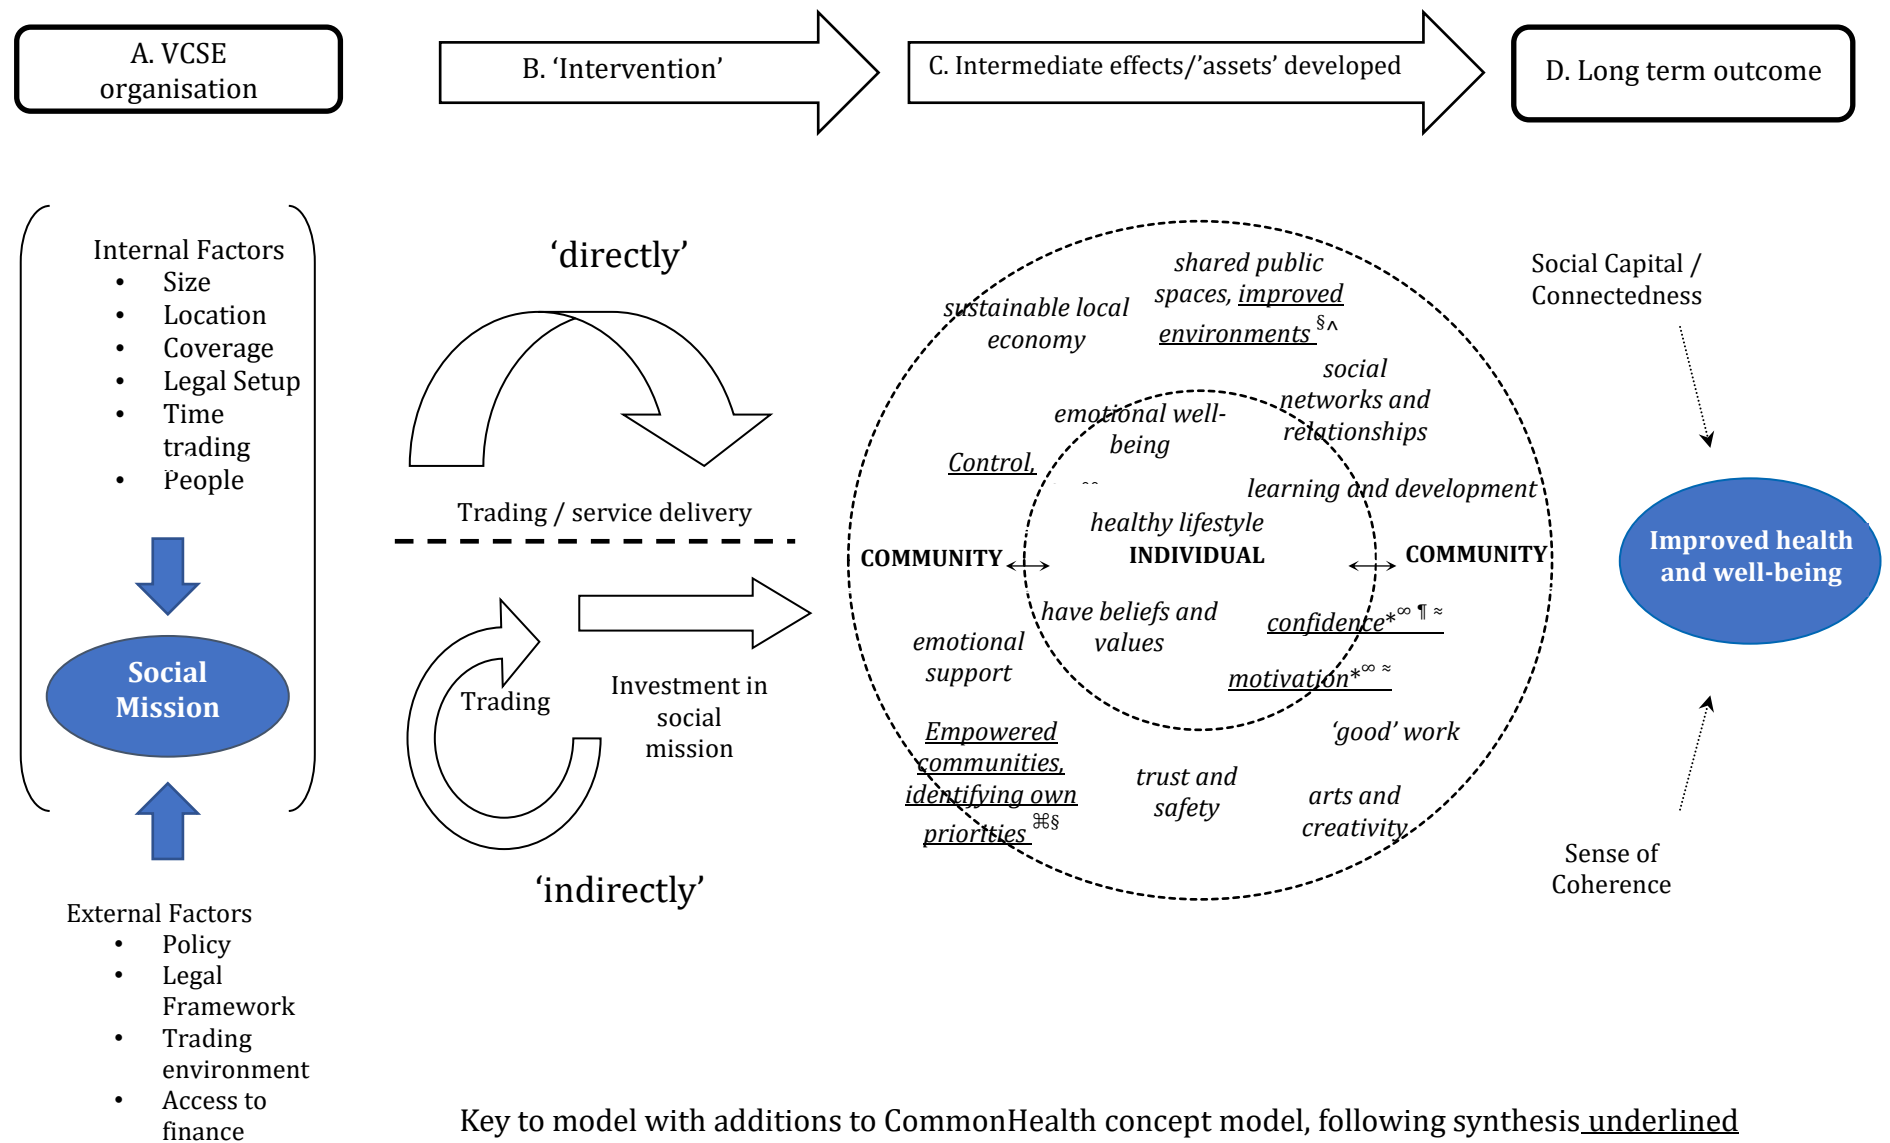 A. VCSE
organisation
B. ‘Intervention’
C. Intermediate effects/’assets’ developed
D. Long term outcome
Internal Factors
• Size
• Location
• Coverage
• Legal Setup
• Time
trading
• People
Social
Mission
External Factors
• Policy
• Legal
Framework
• Trading
environment
• Access to
finance
‘directly’
Trading / service delivery
Trading
Investment in
social
mission
‘indirectly’
sustainable local
economy
shared public
spaces, improved
environments §^
social
networks and
relationships
emotional well-
being
Control,
learning and development
healthy lifestyle
COMMUNITY
INDIVIDUAL
COMMUNITY
have beliefs and
values
confidence*∞ ¶ ≈
emotional
support
motivation*∞ ≈
Empowered
communities,
identifying own
priorities ⌘§
trust and
safety
‘good’ work
arts and
creativity
Social Capital /
Connectedness
Improved health
and well-being
Sense of
Coherence
Key to model with additions to CommonHealth concept model, following synthesis underlined